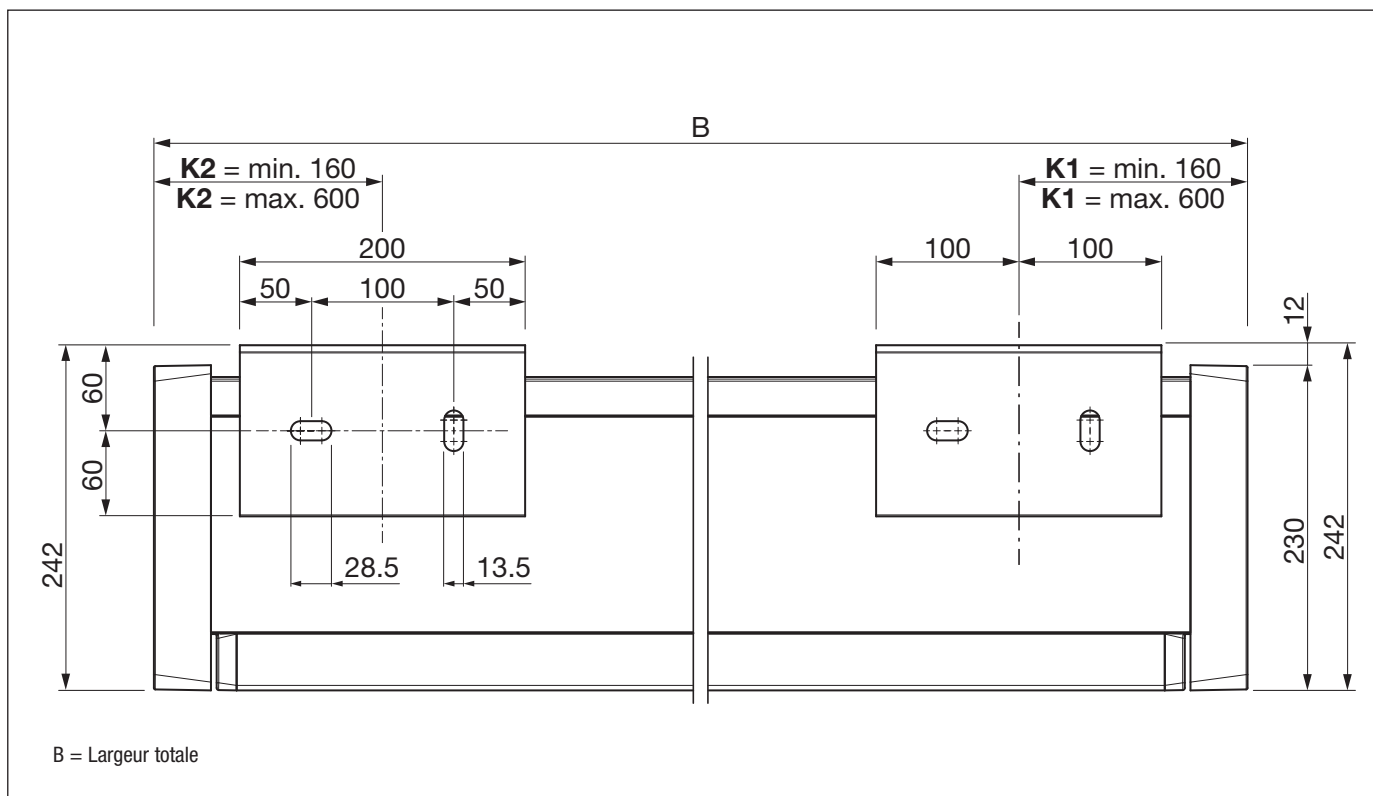 B
K2 = min. 160
K2 = max. 600
K1 = min. 160
K1 = max. 600
200
100
100
50
100
50
12
60
60
242
28.5
13.5
230
242
B = Largeur totale